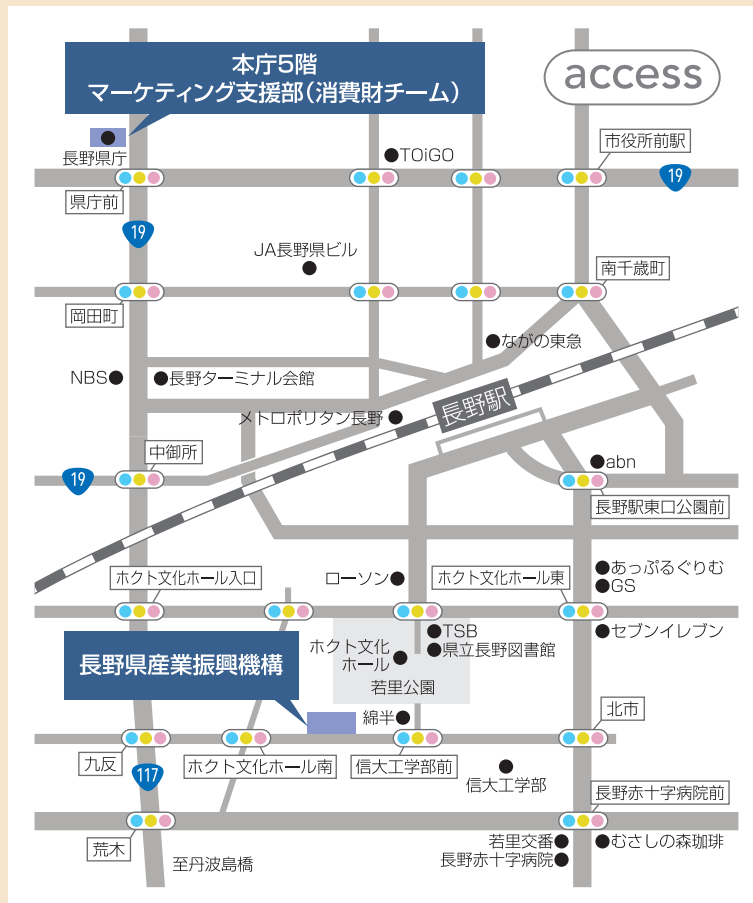 本庁5階
マーケティング支援部(消費財チーム)
access
長野県庁
TOiGO
市役所前駅
県庁前
19
19
JA長野県ビル
南千歳町
岡田町
ながの東急
NBS
長野ターミナル会館
長野駅
メトロポリタン長野
中御所
abn
19
長野駅東口公園前
ホクト文化ホール入口
ローソン
ホクト文化ホール東
あっぷるぐりむ
GS
TSB
セブンイレブン
ホクト文化
ホール
県立長野図書館
長野県産業振興機構
若里公園
綿半
北市
九反
ホクト文化ホール南
信大工学部前
117
信大工学部
長野赤十字病院前
荒木
若里交番
むさしの森珈琲
長野赤十字病院
至丹波島橋